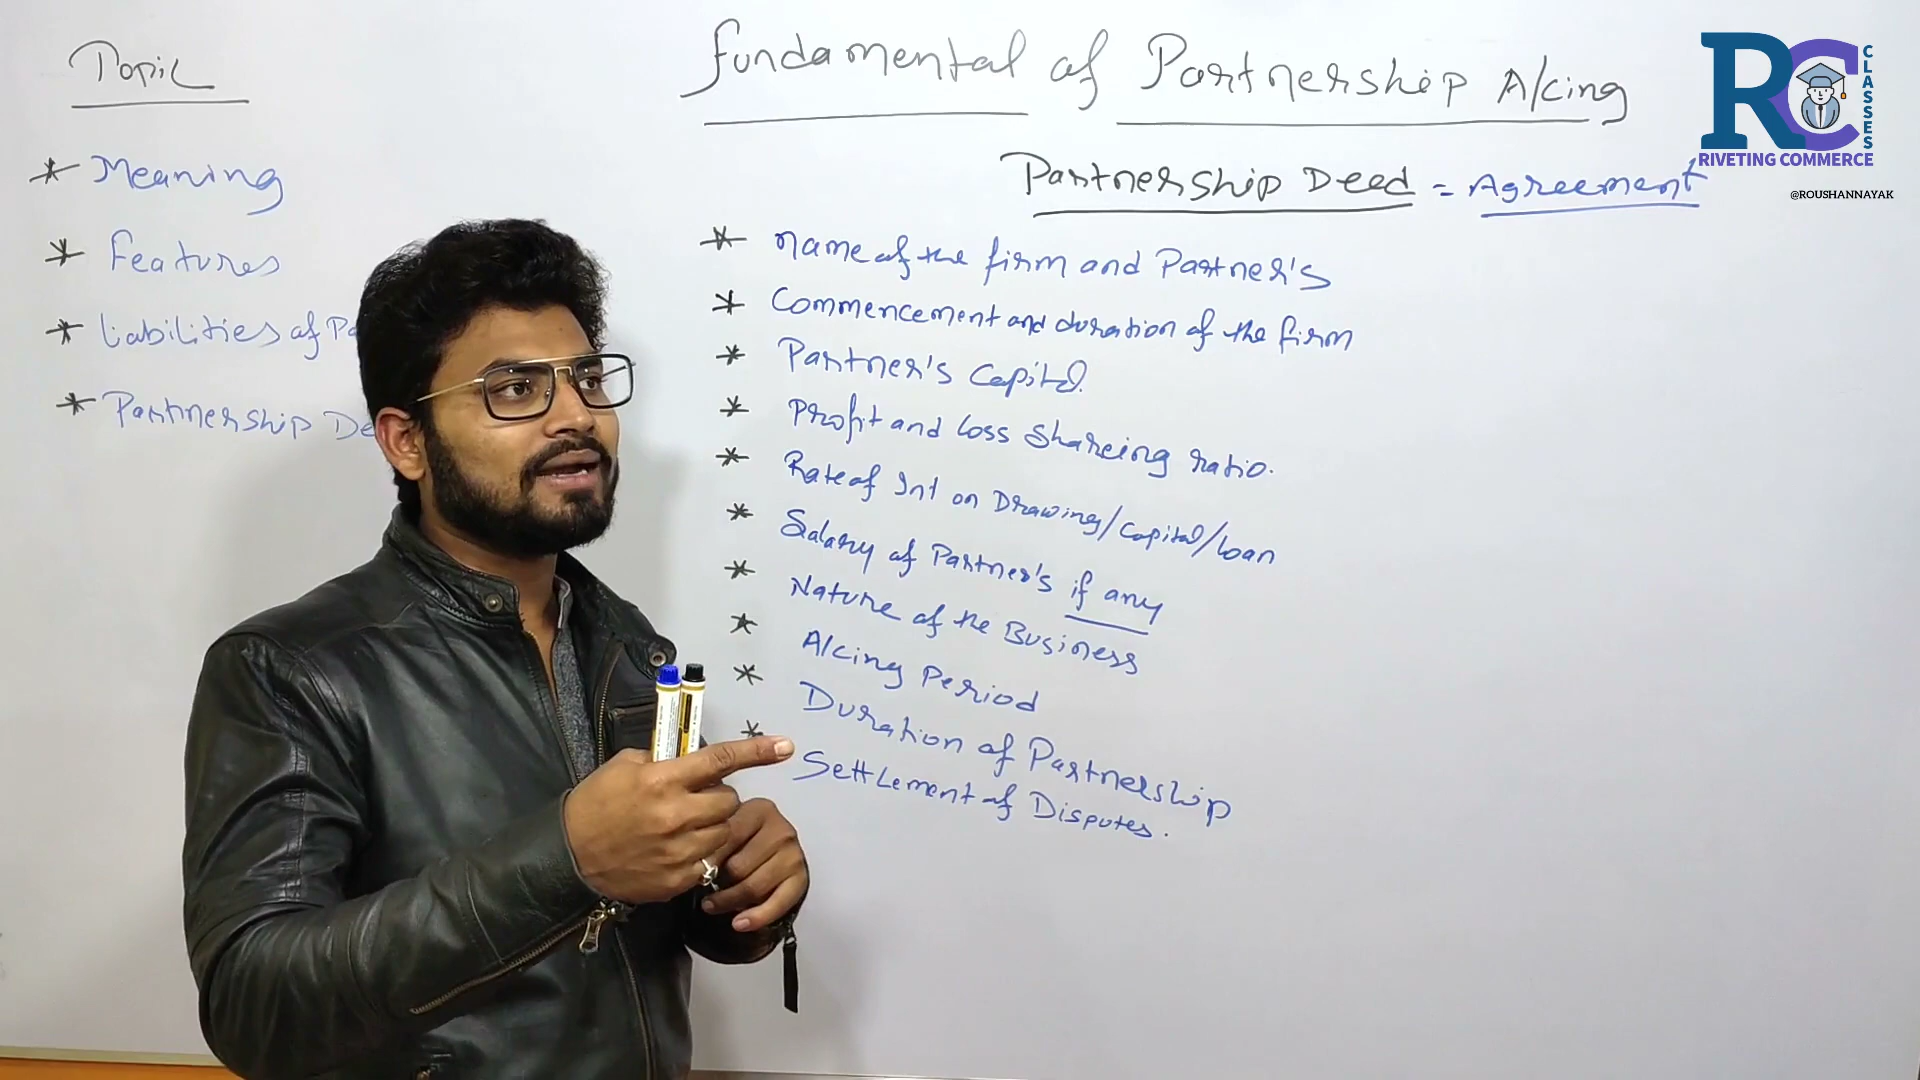 Topic
* Meaning
* Features
* Liabilities of Pa
* Partnership De
Fundamental of Partnership A/cing
Partnership Deed = Agreement
* Name of the firm and Partner's
* Commencement and duration of the firm
* Partner's Capital.
* Profit and loss Shareing ratio.
* Rate of Int on Drawing/Capital/loan
* Salary of Partner's if any
* Nature of the Business
* A/cing Period
* Duration of Partnership
* Settlement of Disputes.
RC CLASSES
RIVETING COMMERCE
@ROUSHANNAYAK